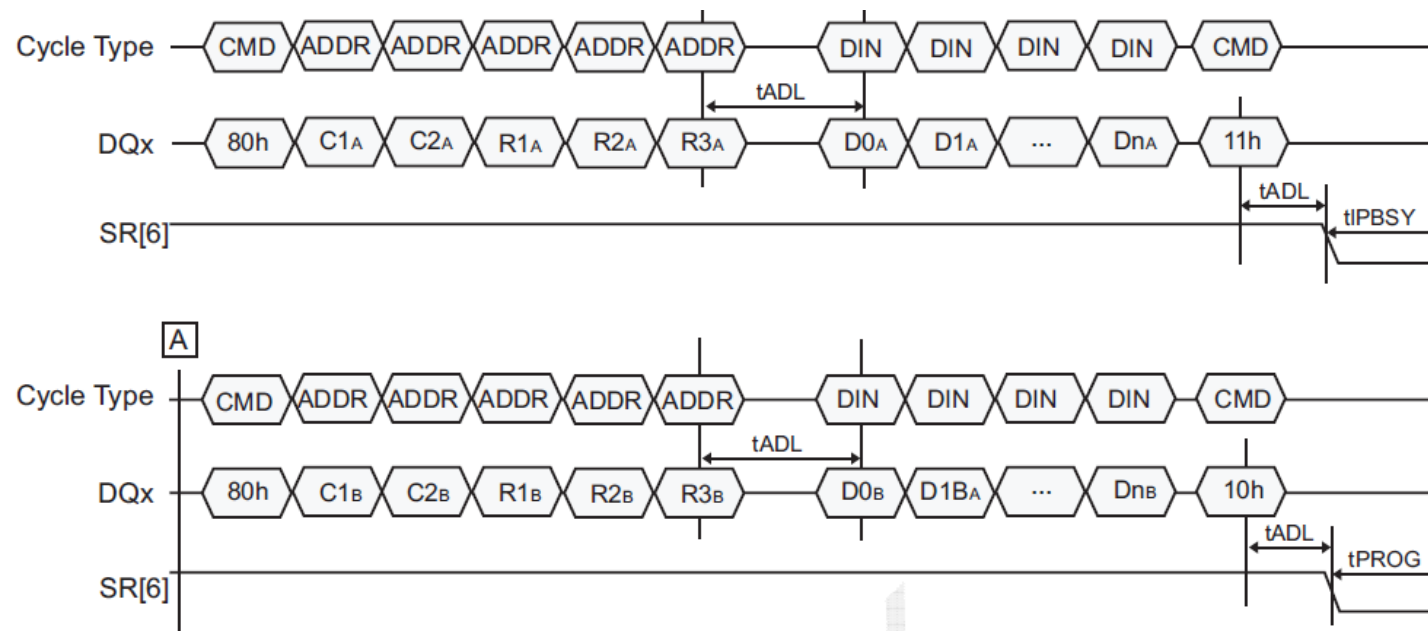 Cycle Type CMD ADDR ADDR ADDR ADDR ADDR DIN DIN DIN DIN CMD
tADL
DQx 80h C1A C2A R1A R2A R3A D0A D1A ... DnA 11h
tADL
SR[6] tIPBSY
A
Cycle Type CMD ADDR ADDR ADDR ADDR ADDR DIN DIN DIN DIN CMD
tADL
DQx 80h C1B C2B R1B R2B R3B D0B D1BA ... DnB 10h
tADL
SR[6] tPROG